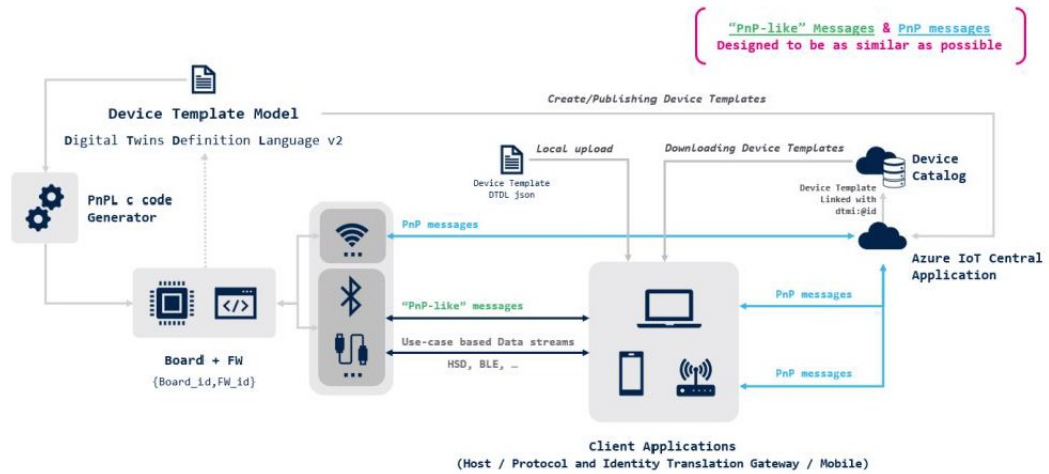 “PnP-like” Messages & PnP messages
Designed to be as similar as possible
Create/Publishing Device Templates
Device Template Model
Digital Twins Definition Language v2
Local upload
Downloading Device Templates
Device Template
DTDL json
Device
Catalog
PnPL c code
Generator
Device Template
Linked with
dtmi:@id
PnP messages
Azure IoT Central
Application
“PnP-like” messages
PnP messages
Use-case based Data streams
HSD, BLE, …
Board + FW
{Board_id,FW_id}
PnP messages
Client Applications
(Host / Protocol and Identity Translation Gateway / Mobile)